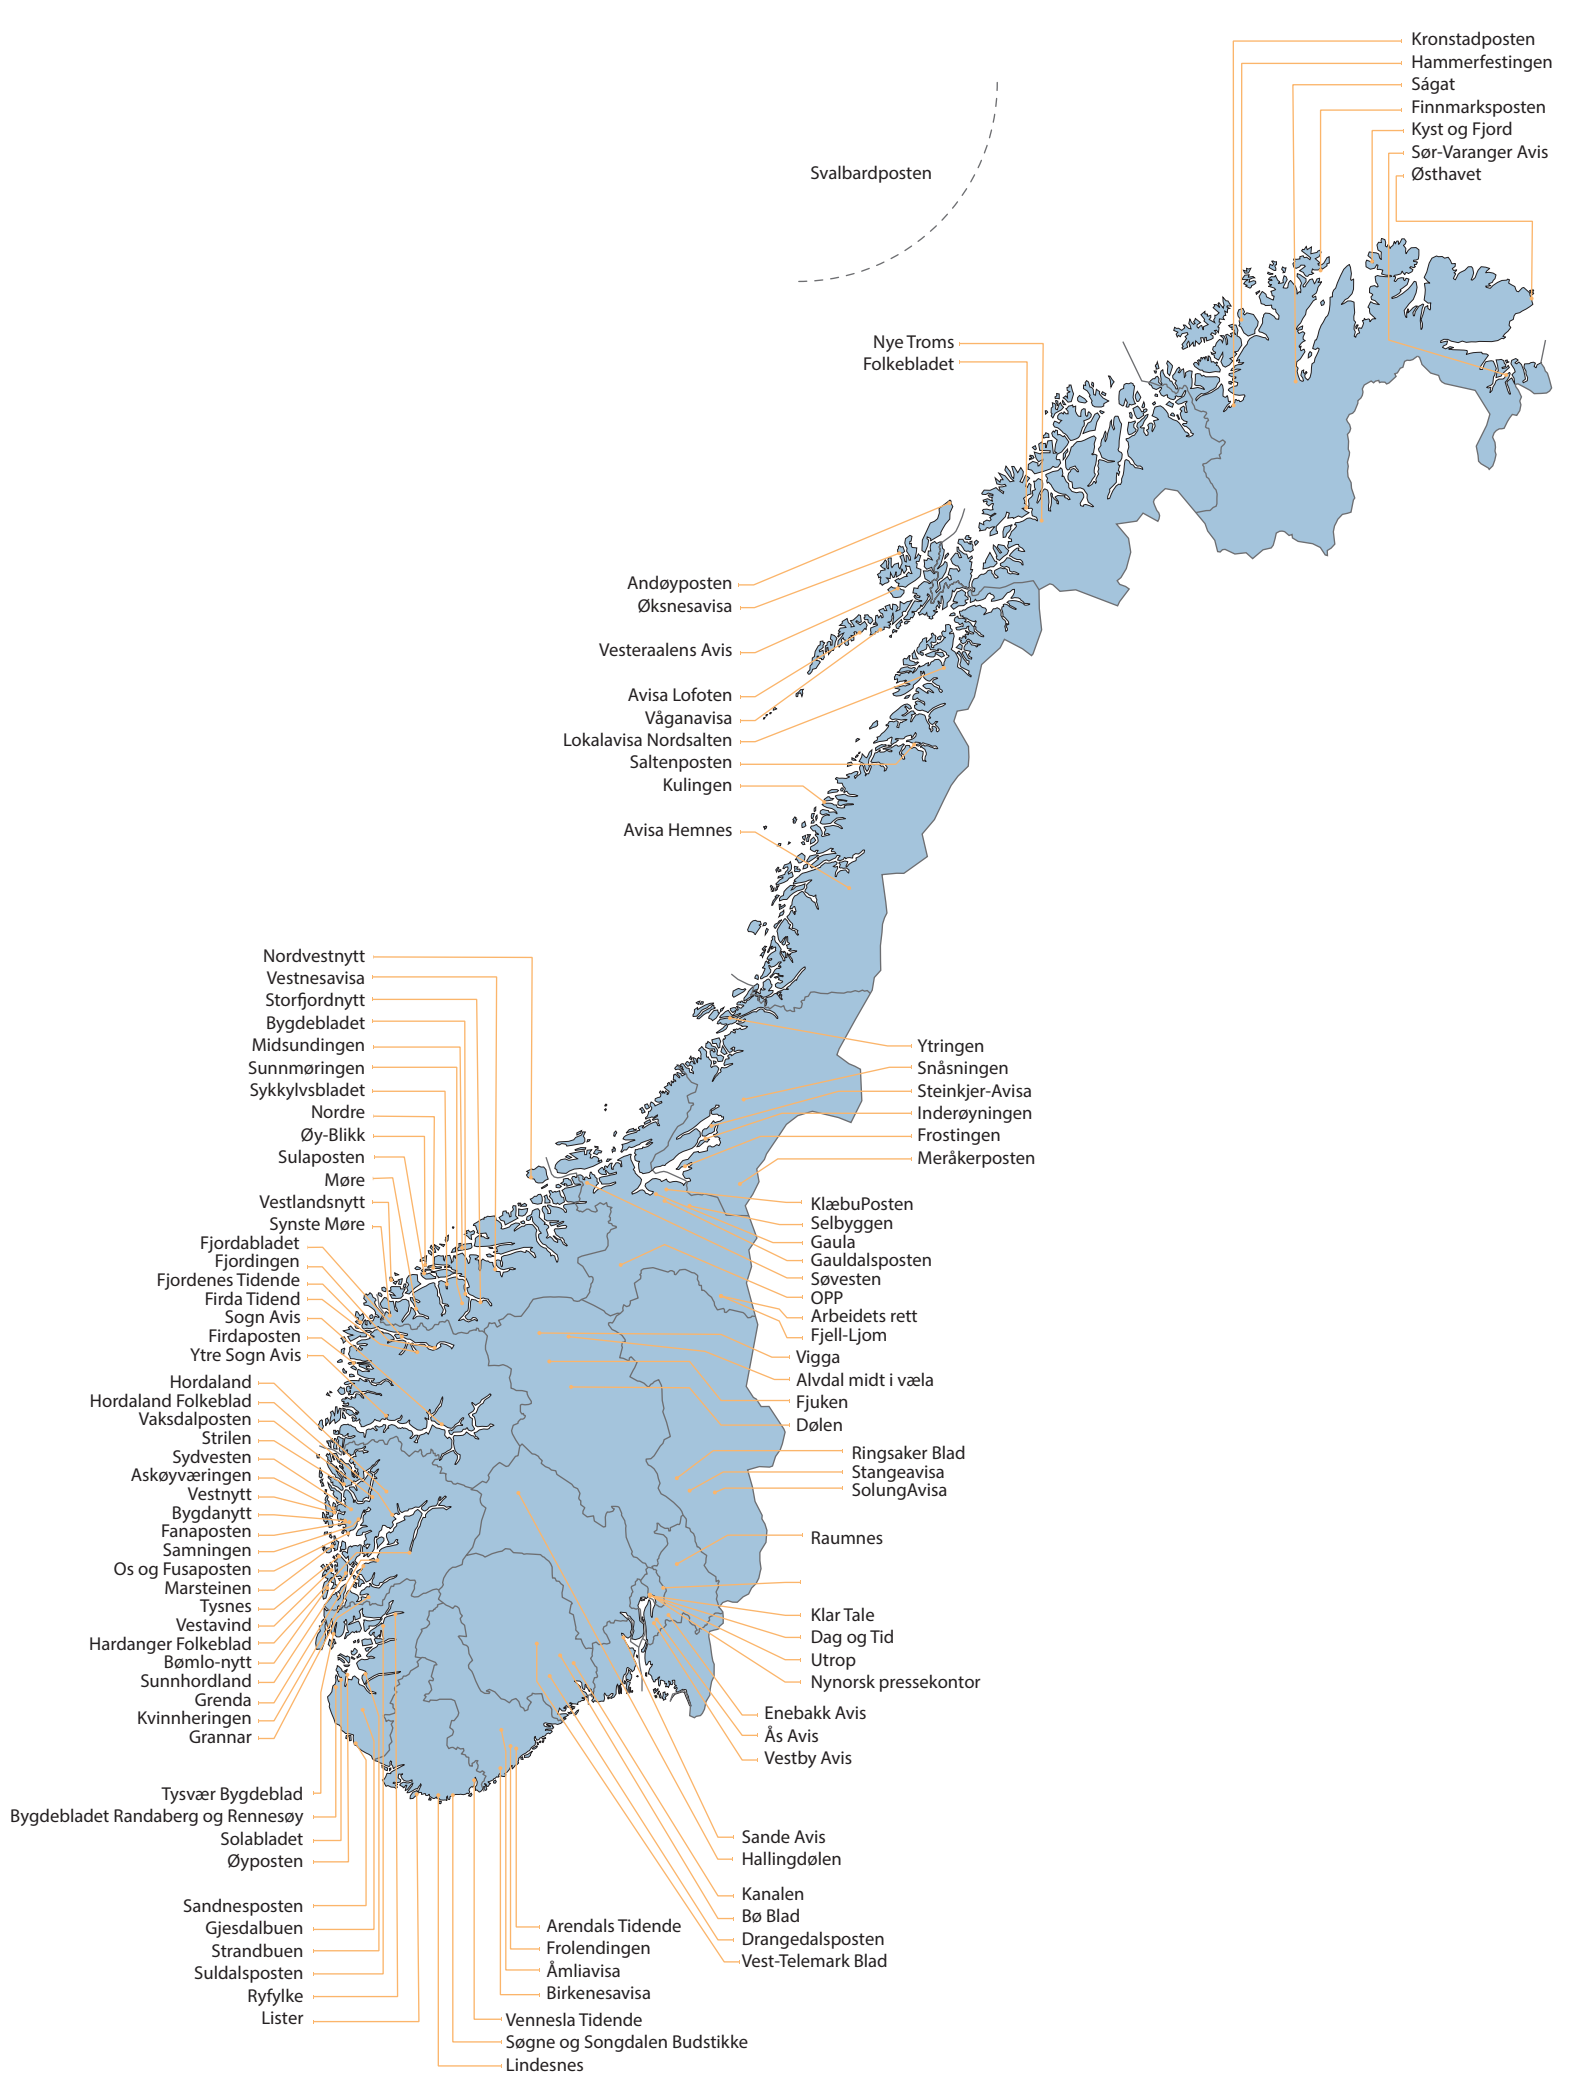 Kronstadposten
Hammerfestingen
Ságat
Finnmarksposten
Kyst og Fjord
Sør-Varanger Avis
Østhavet
Svalbardposten
Nye Troms
Folkebladet
Andøyposten
Øksnesavisa
Vesteraalens Avis
Avisa Lofoten
Våganavisa
Lokalavisa Nordsalten
Saltenposten
Kulingen
Avisa Hemnes
Nordvestnytt
Vestnesavisa
Storfjordnytt
Bygdebladet
Midsundingen
Sunnmøringen
Sykkylvsbladet
Nordre
Øy-Blikk
Sulaposten
Møre
Vestlandsnytt
Synste Møre
Fjordabladet
Fjordingen
Fjordenes Tidende
Firda Tidend
Sogn Avis
Firdaposten
Ytre Sogn Avis
Hordaland
Hordaland Folkeblad
Vaksdalposten
Strilen
Sydvesten
Askøyværingen
Vestnytt
Bygdanytt
Fanaposten
Samningen
Os og Fusaposten
Marsteinen
Tysnes
Vestavind
Hardanger Folkeblad
Bømlo-nytt
Sunnhordland
Grenda
Kvinnheringen
Grannar
Tysvær Bygdeblad
Bygdebladet Randaberg og Rennesøy
Solabladet
Øyposten
Sandnesposten
Gjesdalbuen
Strandbuen
Suldalsposten
Ryfylke
Lister
Ytringen
Snåsningen
Steinkjer-Avisa
Inderøyningen
Frostingen
Meråkerposten
KlæbuPosten
Selbyggen
Gaula
Gauldalsposten
Søvesten
OPP
Arbeidets rett
Fjell-Ljom
Vigga
Alvdal midt i væla
Fjuken
Dølen
Ringsaker Blad
Stangeavisa
SolungAvisa
Raumnes
Klar Tale
Dag og Tid
Utrop
Nynorsk pressekontor
Enebakk Avis
Ås Avis
Vestby Avis
Sande Avis
Hallingdølen
Kanalen
Bø Blad
Drangedalsposten
Vest-Telemark Blad
Arendals Tidende
Frolendingen
Åmliavisa
Birkenesavisa
Vennesla Tidende
Søgne og Songdalen Budstikke
Lindesnes